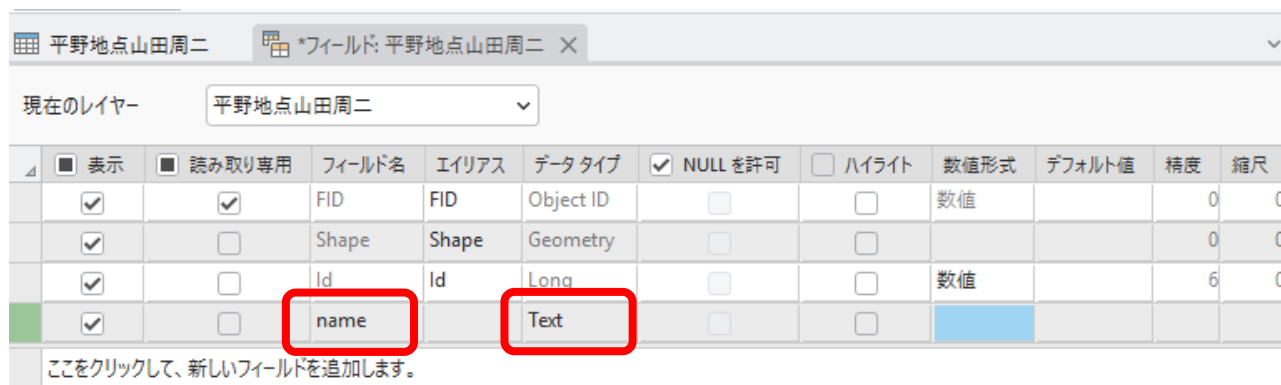 平野地点山田周二 *フィールド: 平野地点山田周二
現在のレイヤー 平野地点山田周二
表示 読み取り専用 フィールド名 エイリアス データ タイプ NULL を許可 ハイライト 数値形式 デフォルト値 精度 縮尺
FID FID Object ID 数値 0 0
Shape Shape Geometry 0 0
Id Id Long 数値 6 0
name Text
ここをクリックして、新しいフィールドを追加します。